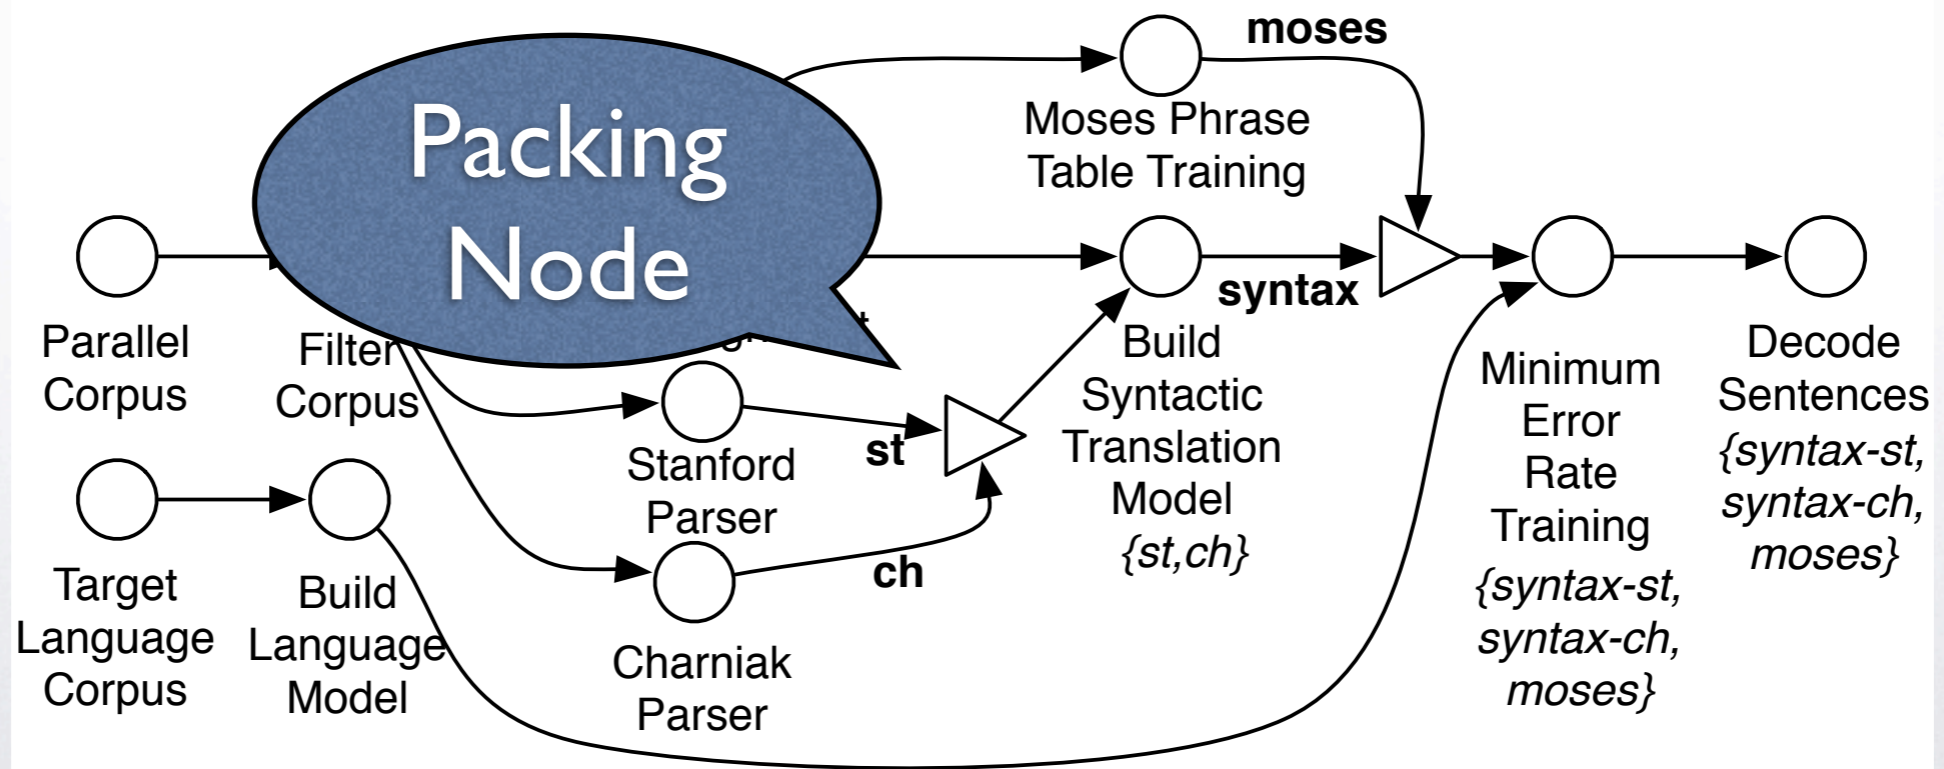 Packing
Node
moses
Moses Phrase
Table Training
Parallel
Corpus
Filter
Corpus
syntax
Build
Syntactic
Translation
Model
{st,ch}
Minimum
Error
Rate
Training
{syntax-st,
syntax-ch,
moses}
Decode
Sentences
{syntax-st,
syntax-ch,
moses}
st
Stanford
Parser
ch
Charniak
Parser
Target
Language
Corpus
Build
Language
Model